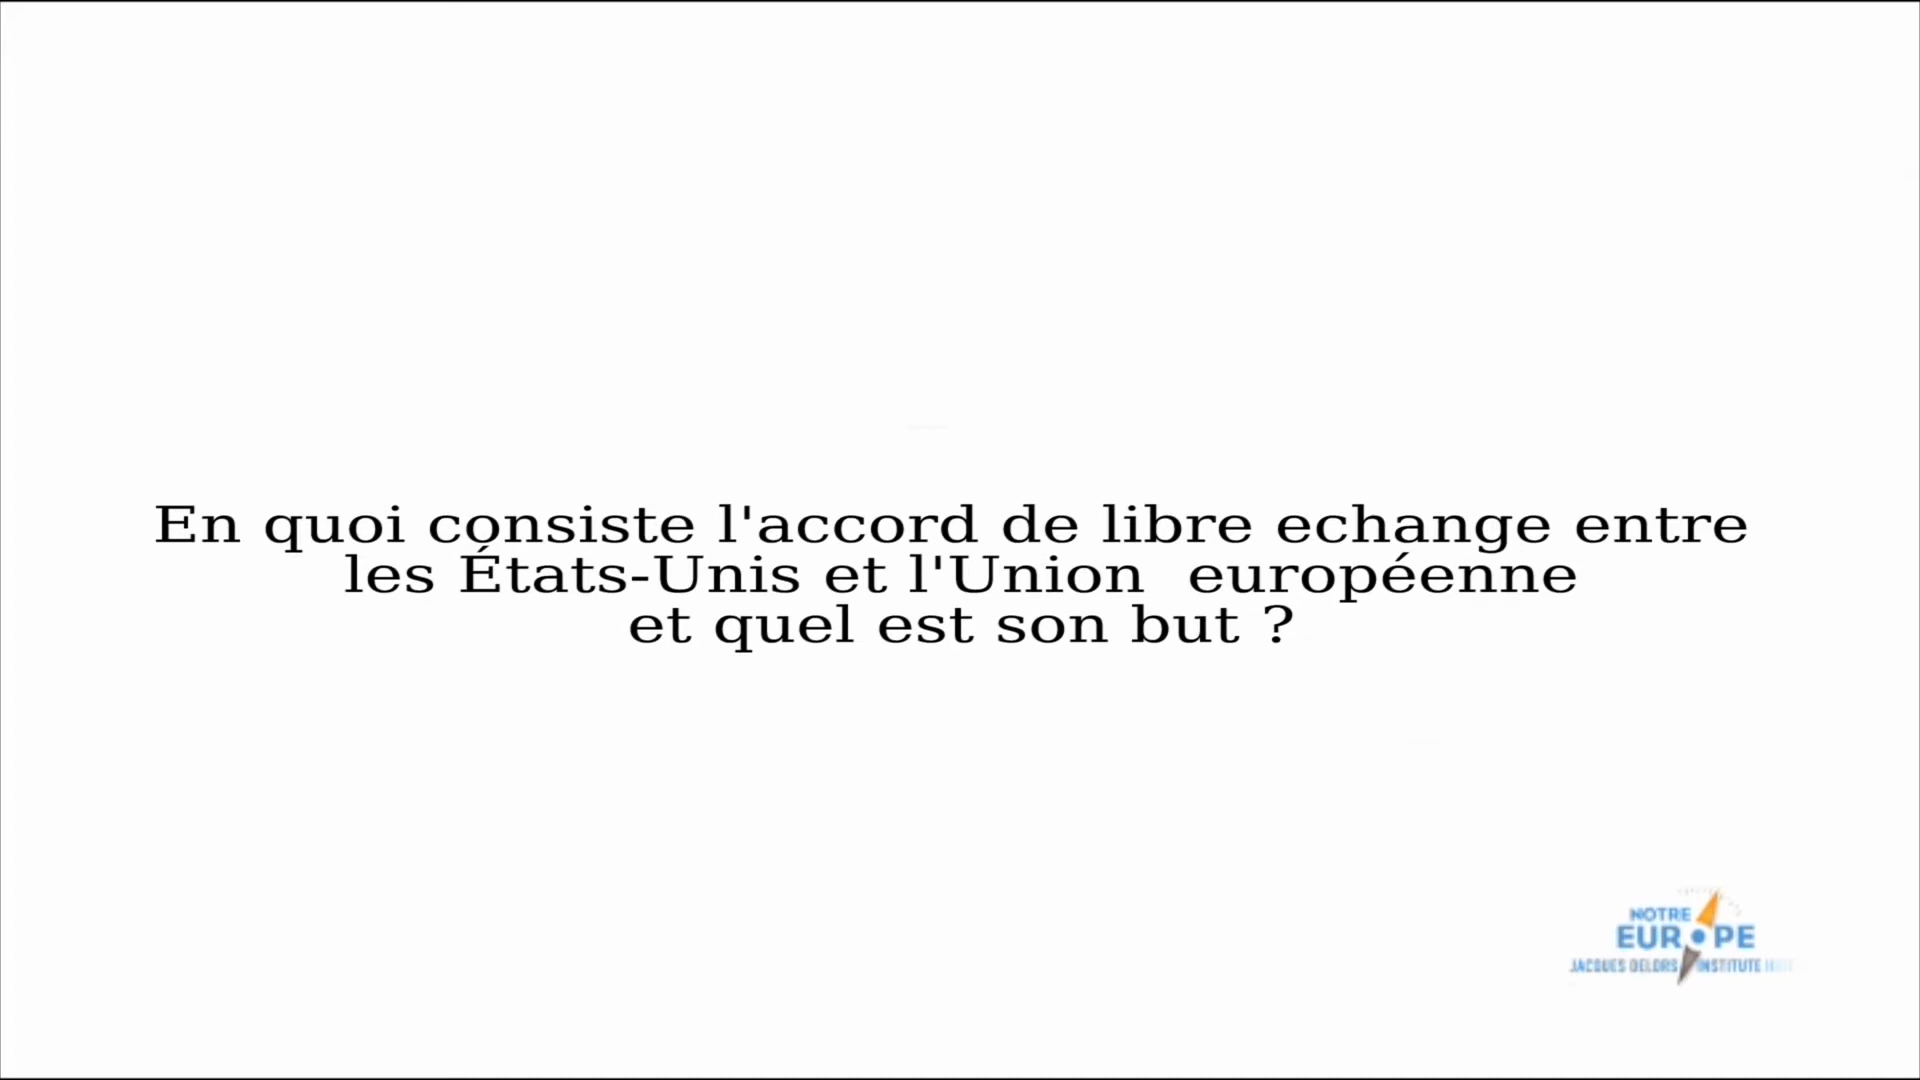 En quoi consiste l'accord de libre echange entre
les États-Unis et l'Union  européenne
et quel est son but ?
NOTRE
EUROPE
JACQUES DELORS INSTITUTE